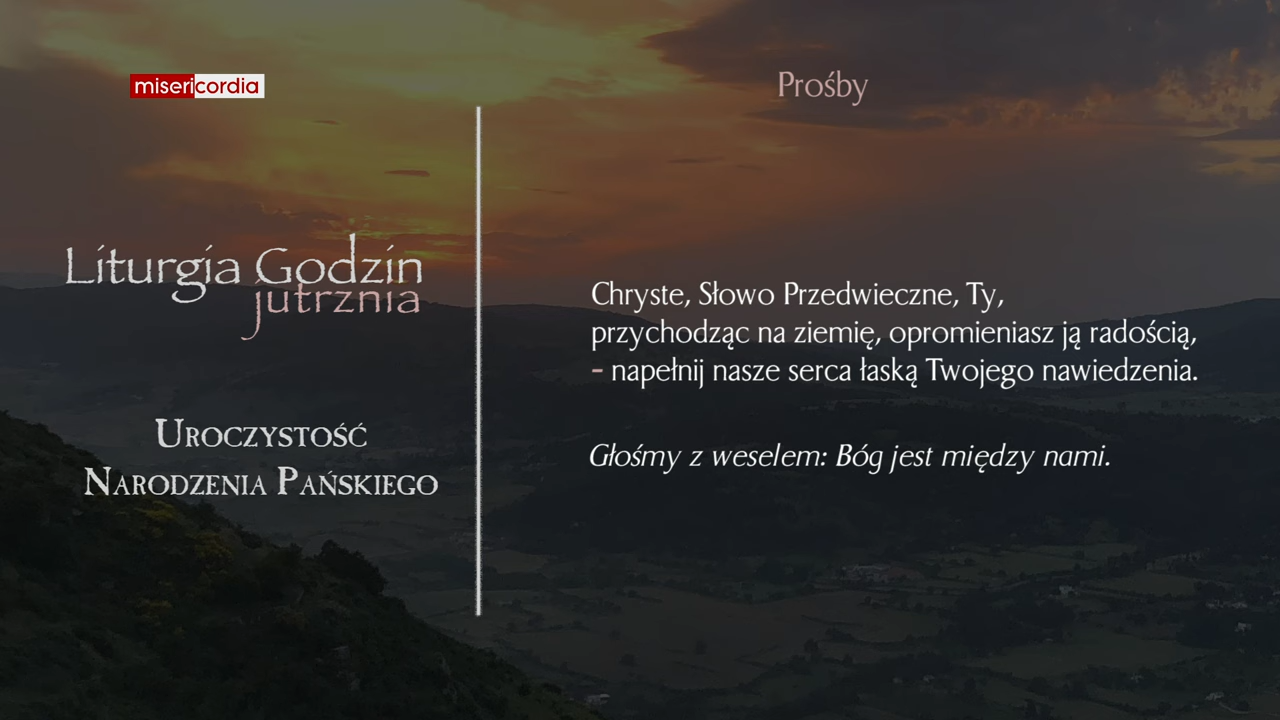 misericordia
Liturgia Godzin
jutrznia
Uroczystość
Narodzenia Pańskiego
Prośby
Chryste, Słowo Przedwieczne, Ty,
przychodząc na ziemię, opromieniasz ją radością,
- napełnij nasze serca łaską Twojego nawiedzenia.
Głośmy z weselem: Bóg jest między nami.